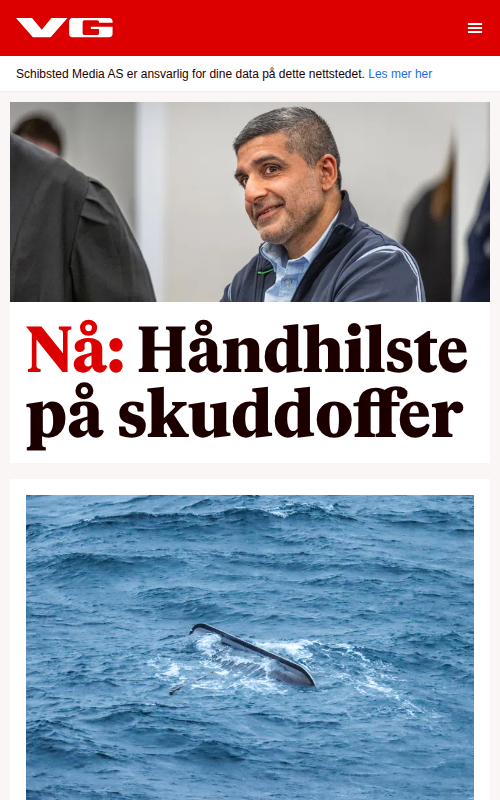 VG
Schibsted Media AS er ansvarlig for dine data på dette nettstedet. Les mer her
Nå: Håndhilste
på skuddoffer